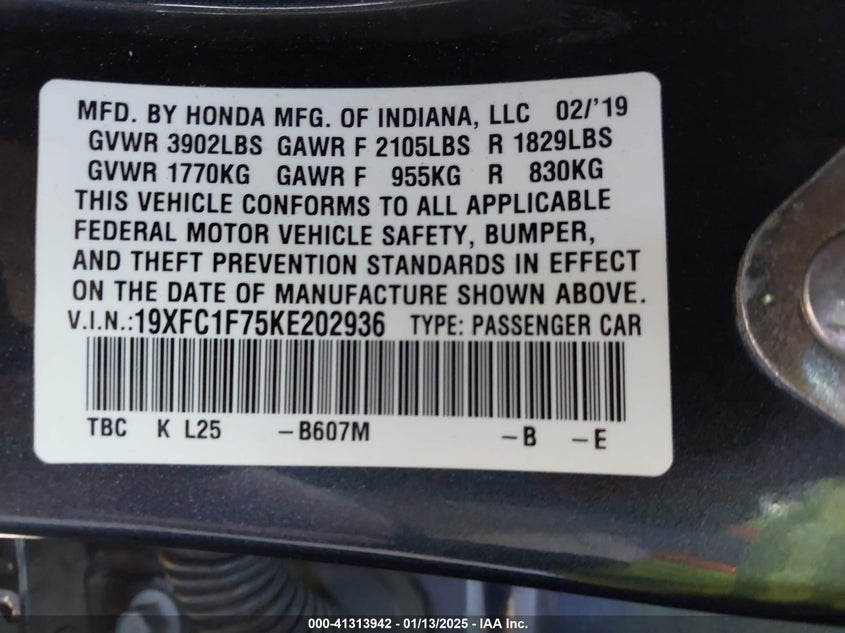 MFD. BY HONDA MFG. OF INDIANA, LLC 02/'19
GVWR 3902LBS GAWR F 2105LBS R 1829LBS
GVWR 1770KG GAWR F 955KG R 830KG
THIS VEHICLE CONFORMS TO ALL APPLICABLE
FEDERAL MOTOR VEHICLE SAFETY, BUMPER,
AND THEFT PREVENTION STANDARDS IN EFFECT
ON THE DATE OF MANUFACTURE SHOWN ABOVE.
V.I.N.:19XFC1F75KE202936 TYPE: PASSENGER CAR
TBC K L25 -B607M -B -E
000-41313942 - 01/13/2025 - IAA Inc.